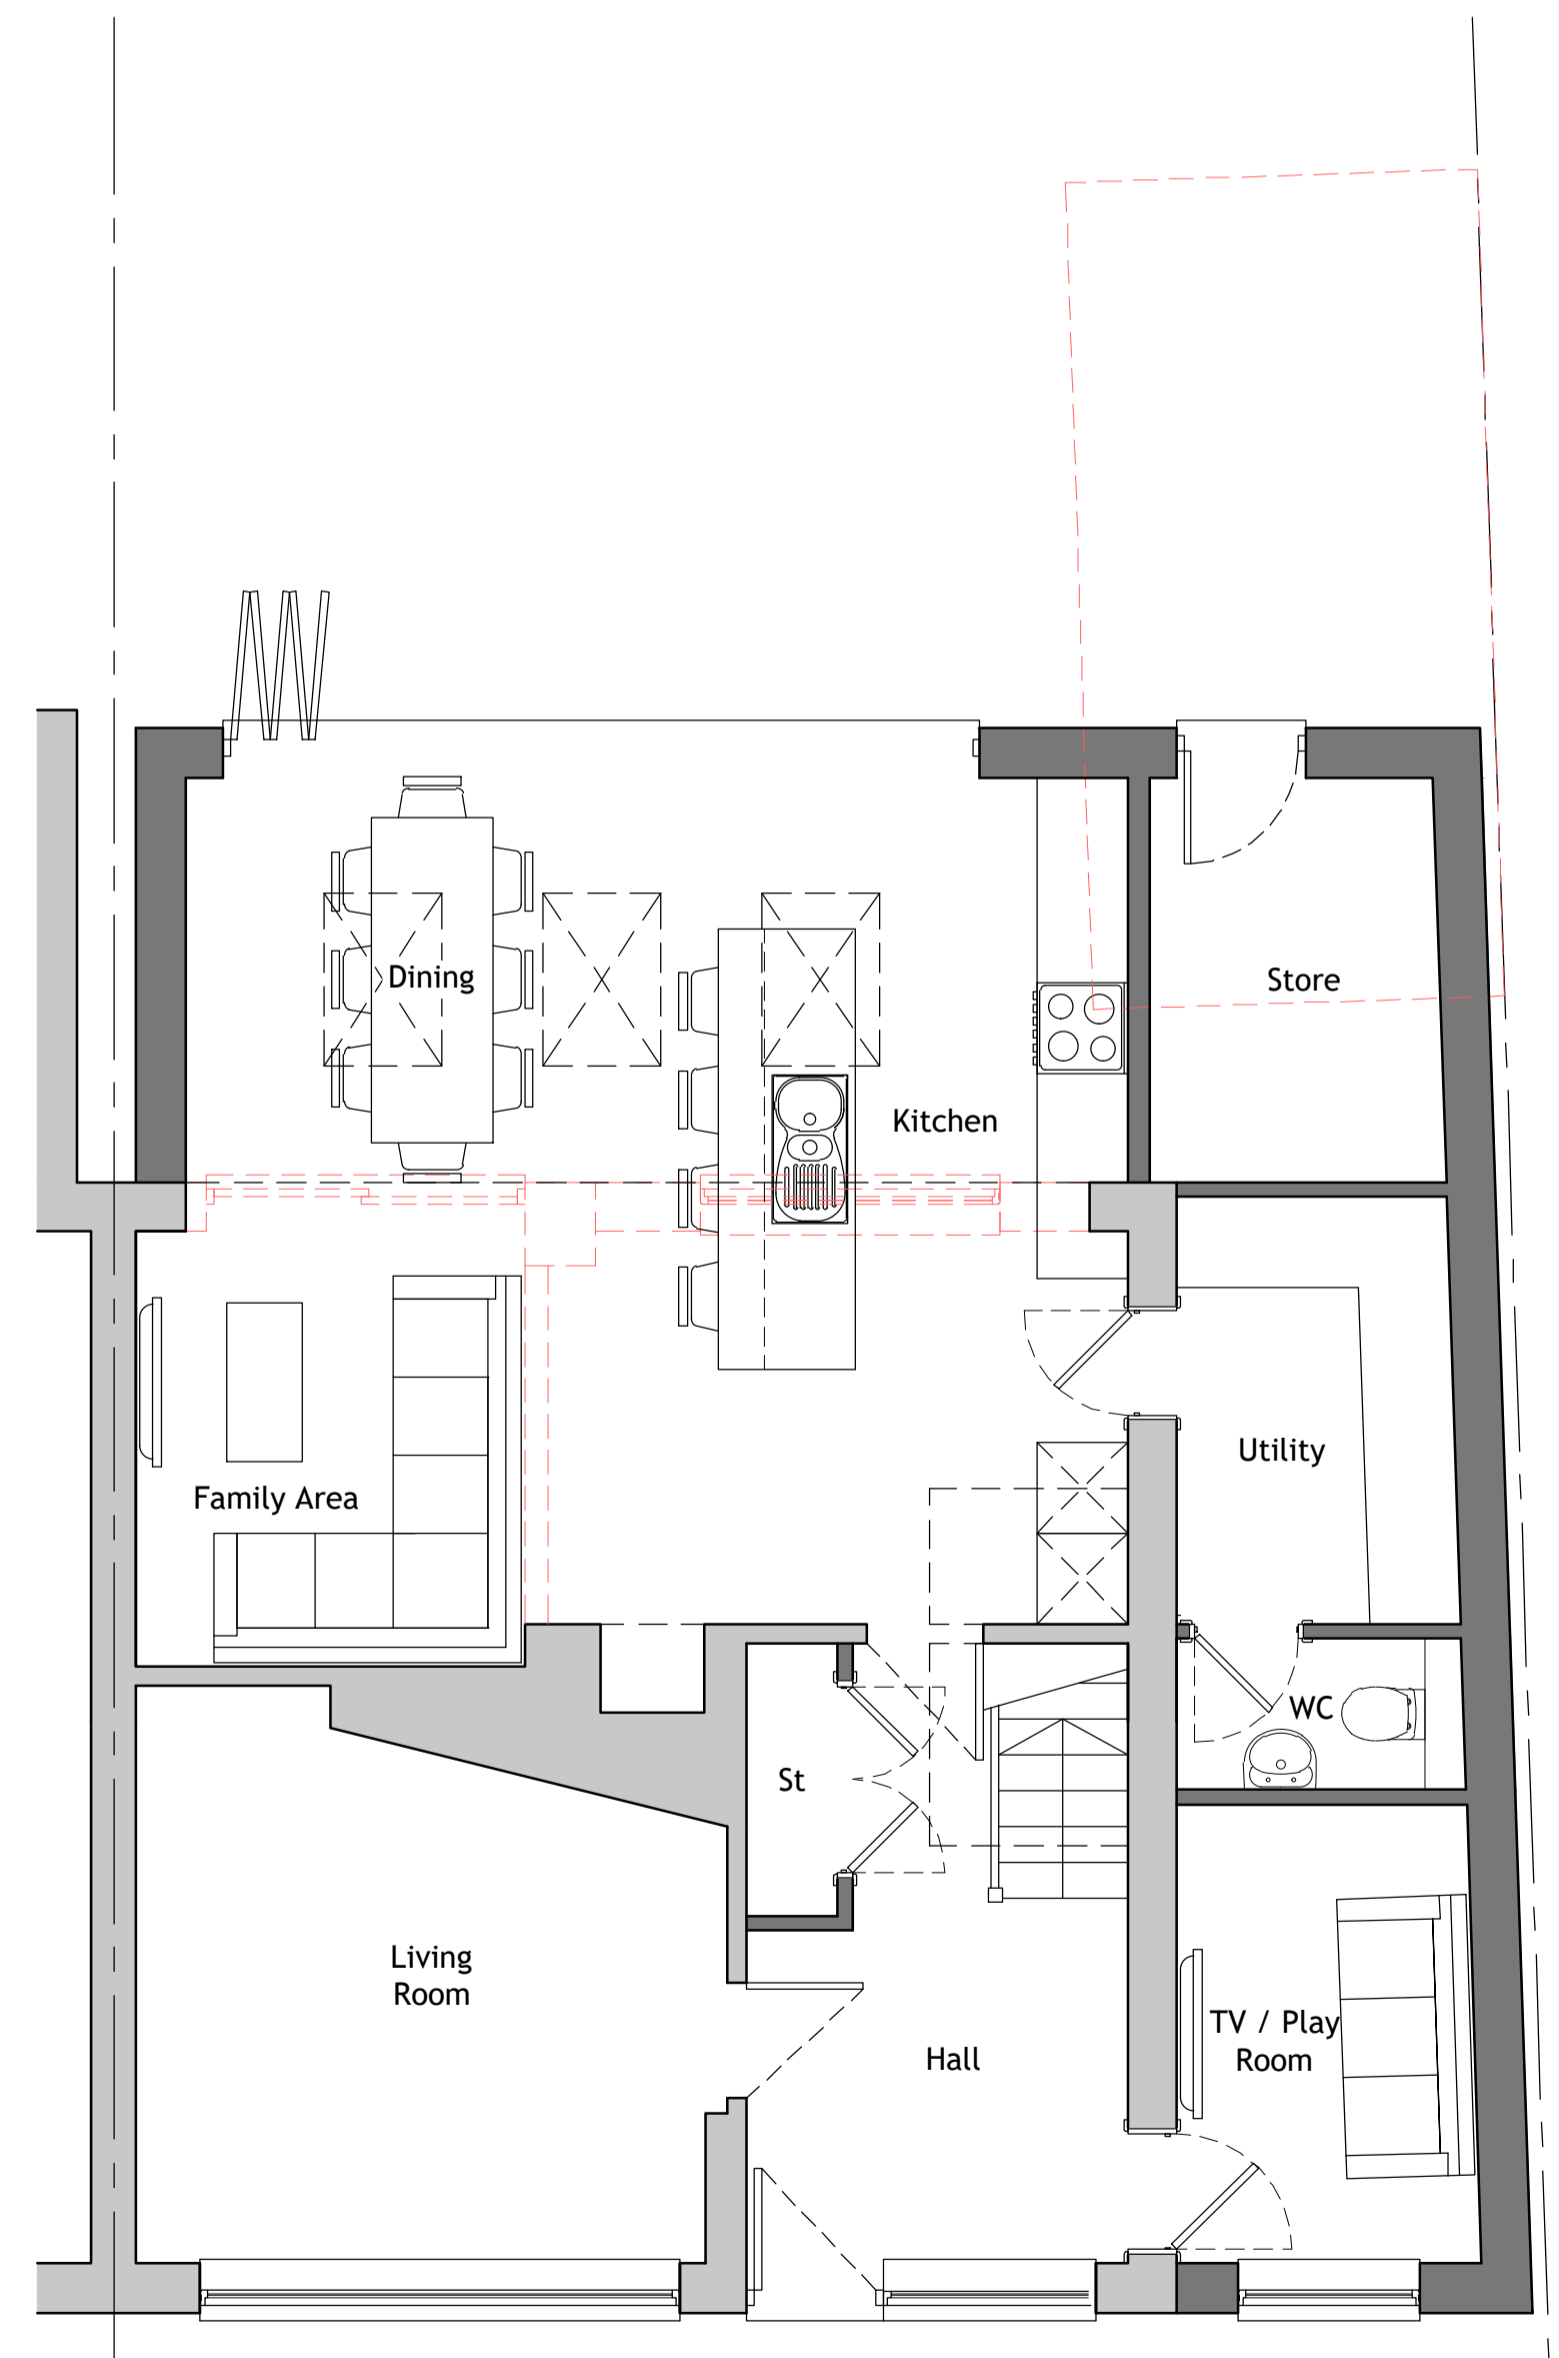 Dining
Store
Kitchen
Utility
Family Area
WC
St
Living
Room
TV / Play
Room
Hall